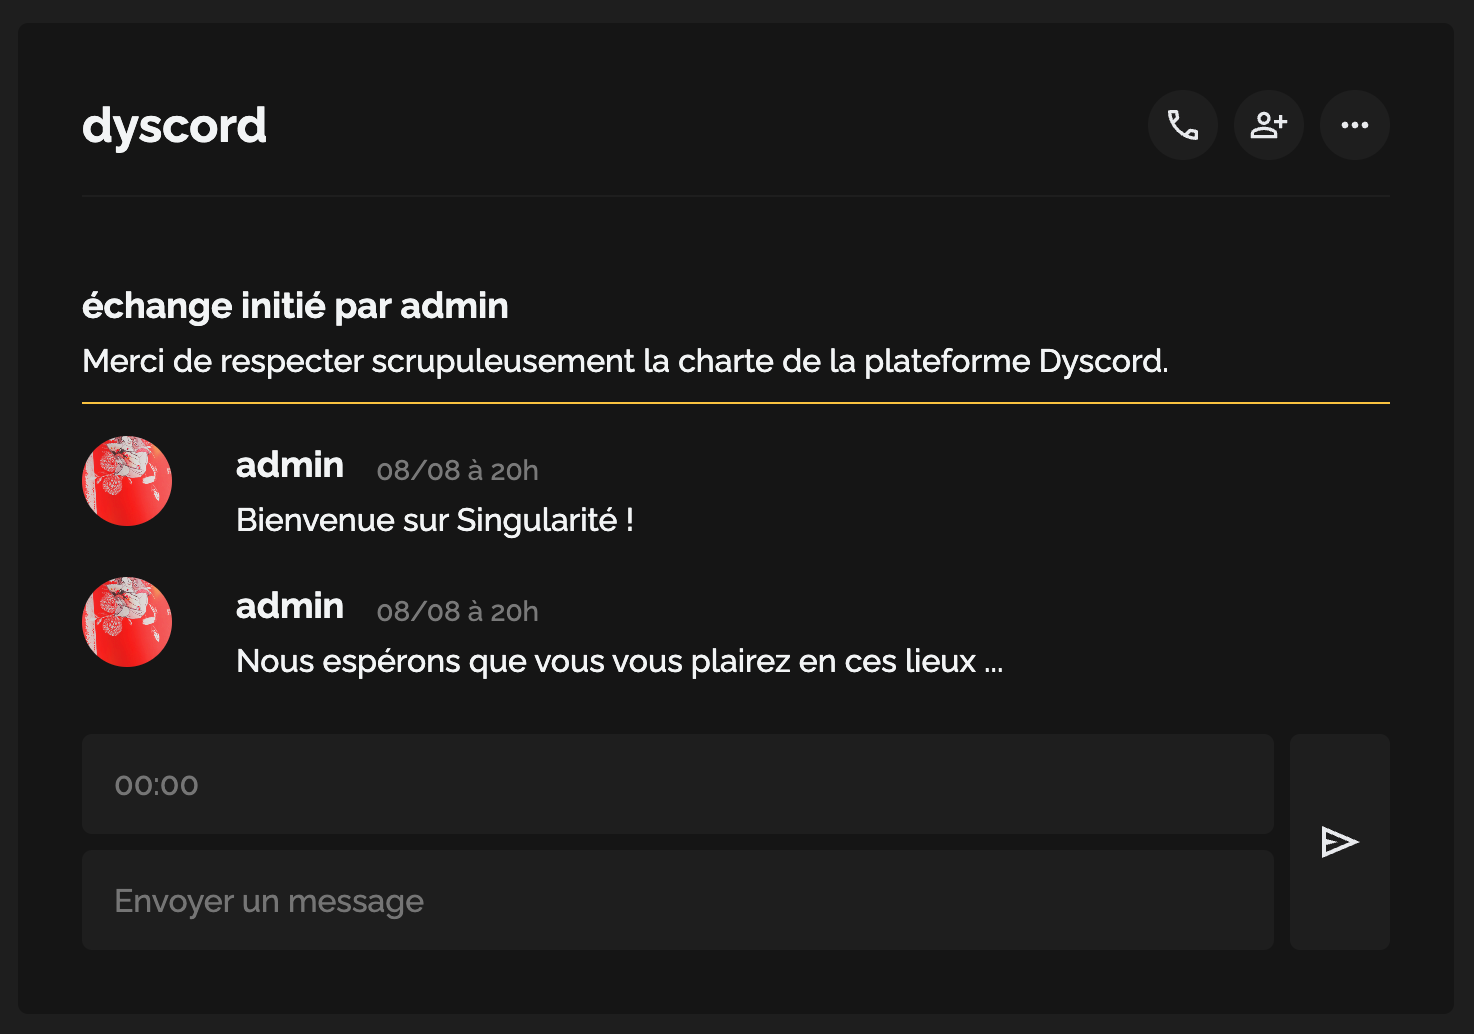 dyscord
échange initié par admin
Merci de respecter scrupuleusement la charte de la plateforme Dyscord.
admin 08/08 à 20h
Bienvenue sur Singularité !
admin 08/08 à 20h
Nous espérons que vous vous plairez en ces lieux ...
00:00
Envoyer un message